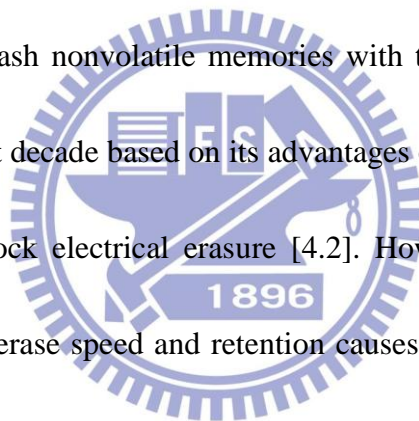 ash nonvolatile memories with t
t decade based on its advantages
ock electrical erasure [4.2]. How
E S
1896
erase speed and retention causes